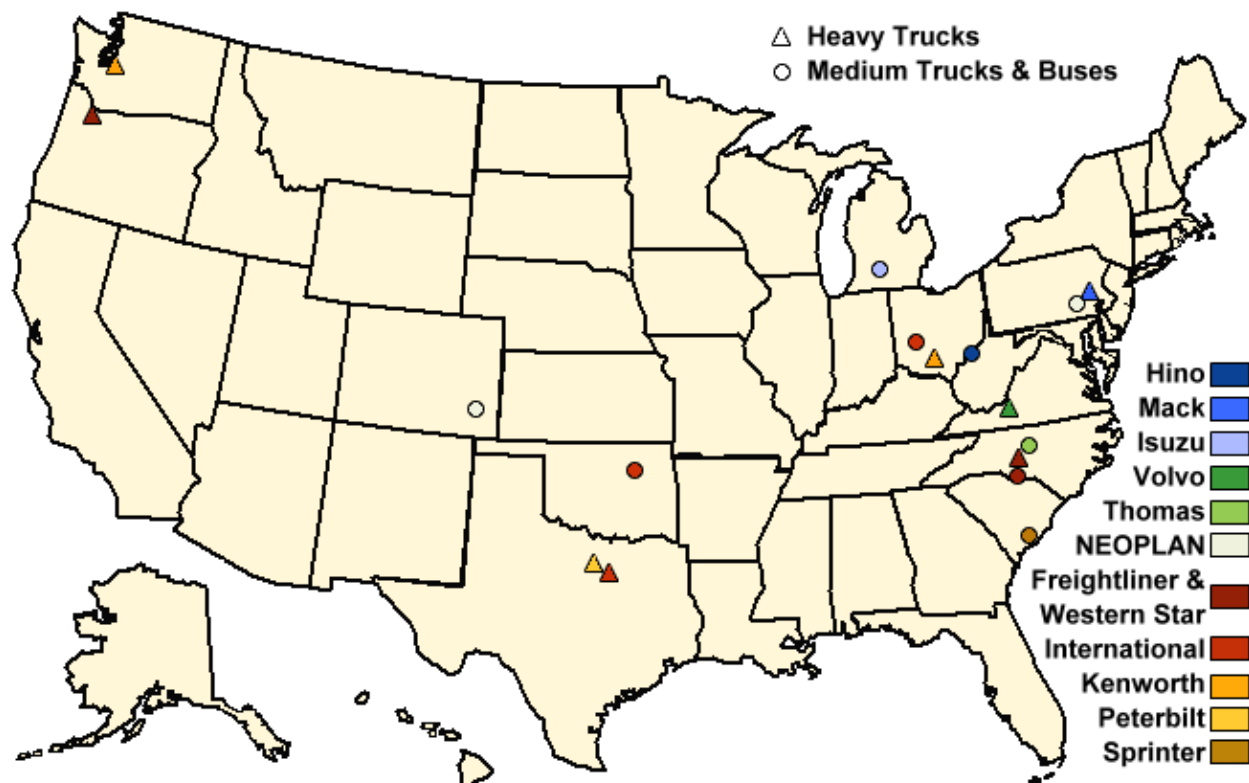 Heavy Trucks
Medium Trucks & Buses
Hino
Mack
Isuzu
Volvo
Thomas
NEOPLAN
Freightliner &
Western Star
International
Kenworth
Peterbilt
Sprinter